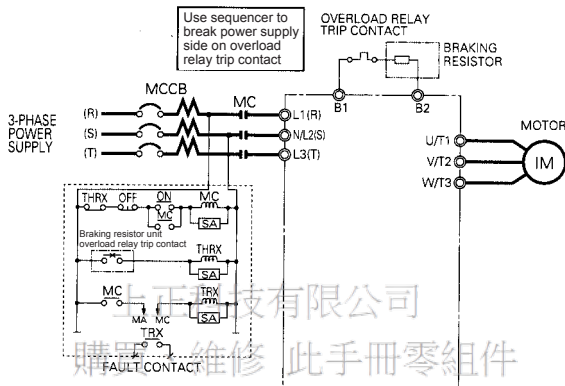 Use sequencer to
break power supply
side on overload
relay trip contact
OVERLOAD RELAY
TRIP CONTACT
BRAKING
RESISTOR
B1
B2
MCCB
MC
3-PHASE
POWER
SUPPLY
(R)
(S)
(T)
L1(R)
N/L2(S)
L3(T)
U/T1
V/T2
W/T3
MOTOR
IM
THRX
OFF
ON
MC
MC
SA
Braking resistor unit
overload relay trip contact
THRX
SA
MC
MA
MC
TRX
SA
TRX
FAULT CONTACT
上正科技有限公司
購買、維修 此手冊零組件